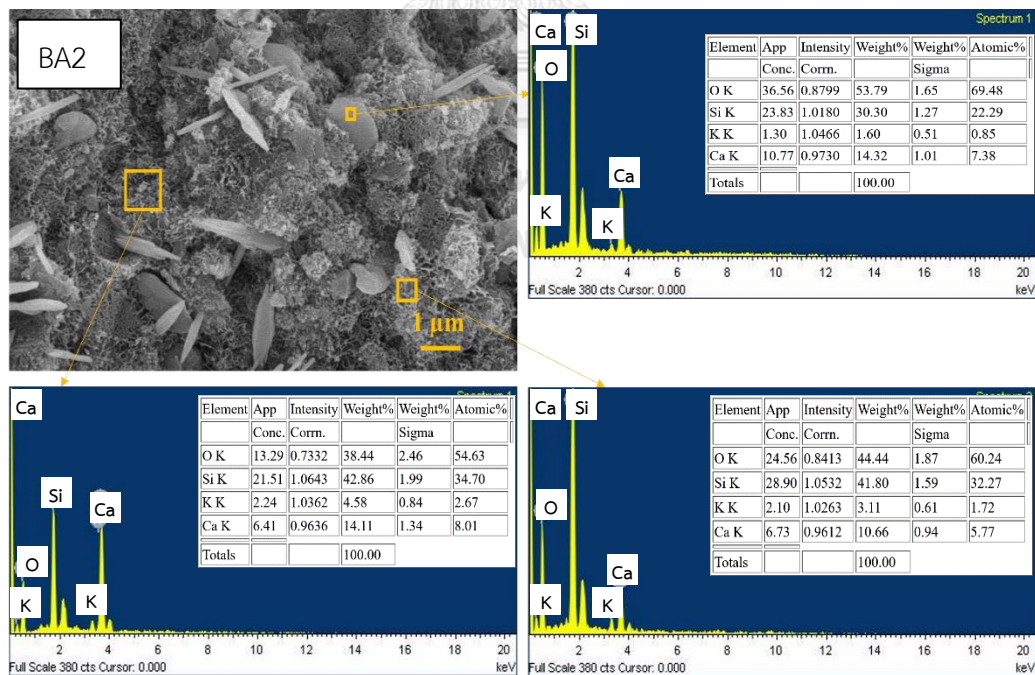 BA2
1 µm
Spectrum 1
Ca
Si
O
K
K
Ca
Element App Intensity Weight% Weight% Atomic%
Conc. Corrn. Sigma
O K 36.56 0.8799 53.79 1.65 69.48
Si K 23.83 1.0180 30.30 1.27 22.29
K K 1.30 1.0466 1.60 0.51 0.85
Ca K 10.77 0.9730 14.32 1.01 7.38
Totals 100.00
2 4 6 8 10 12 14 16 18 20
Full Scale 380 cts Cursor: 0.000 keV
Ca
Si
Ca
O
K
K
Element App Intensity Weight% Weight% Atomic%
Conc. Corrn. Sigma
O K 13.29 0.7332 38.44 2.46 54.63
Si K 21.51 1.0643 42.86 1.99 34.70
K K 2.24 1.0362 4.58 0.84 2.67
Ca K 6.41 0.9636 14.11 1.34 8.01
Totals 100.00
2 4 6 8 10 12 14 16 18 20
Full Scale 380 cts Cursor: 0.000 keV
Ca
Si
O
Ca
K
K
Element App Intensity Weight% Weight% Atomic%
Conc. Corrn. Sigma
O K 24.56 0.8413 44.44 1.87 60.24
Si K 28.90 1.0532 41.80 1.59 32.27
K K 2.10 1.0263 3.11 0.61 1.72
Ca K 6.73 0.9612 10.66 0.94 5.77
Totals 100.00
2 4 6 8 10 12 14 16 18 20
Full Scale 380 cts Cursor: 0.000 keV